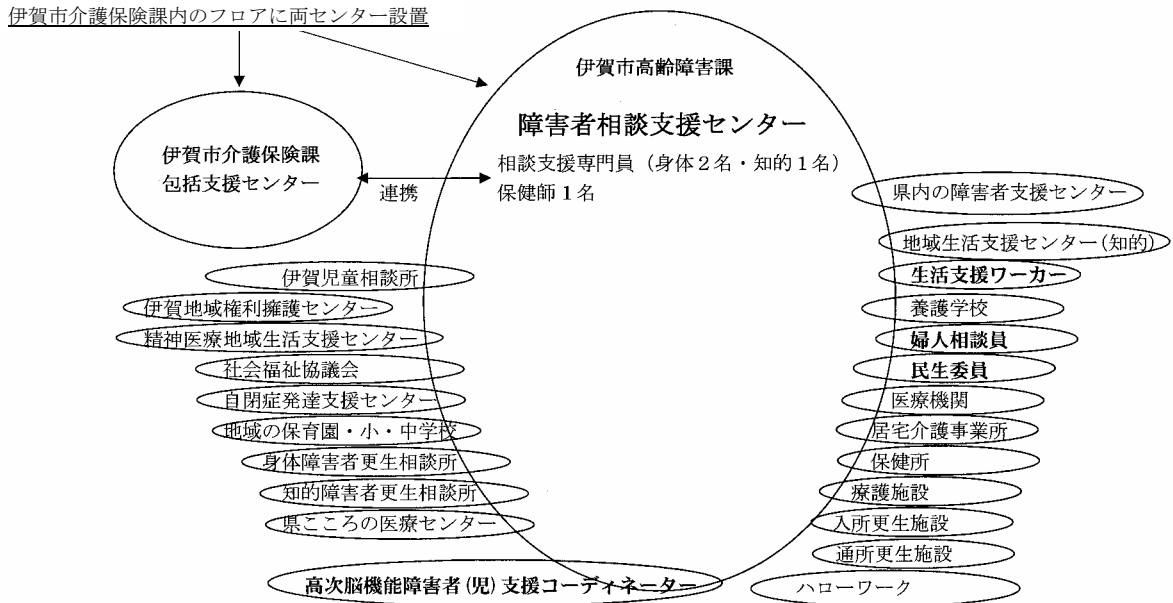 伊賀市介護保険課内のフロアに両センター設置
伊賀市高齢障害課
障害者相談支援センター
相談支援専門員（身体２名・知的１名）
保健師１名
伊賀市介護保険課
包括支援センター
連携
伊賀児童相談所
伊賀地域権利擁護センター
精神医療地域生活支援センター
社会福祉協議会
自閉症発達支援センター
地域の保育園・小・中学校
身体障害者更生相談所
知的障害者更生相談所
県こころの医療センター
高次脳機能障害者(児)支援コーディネーター
県内の障害者支援センター
地域生活支援センター(知的)
生活支援ワーカー
養護学校
婦人相談員
民生委員
医療機関
居宅介護事業所
保健所
療護施設
入所更生施設
通所更生施設
ハローワーク